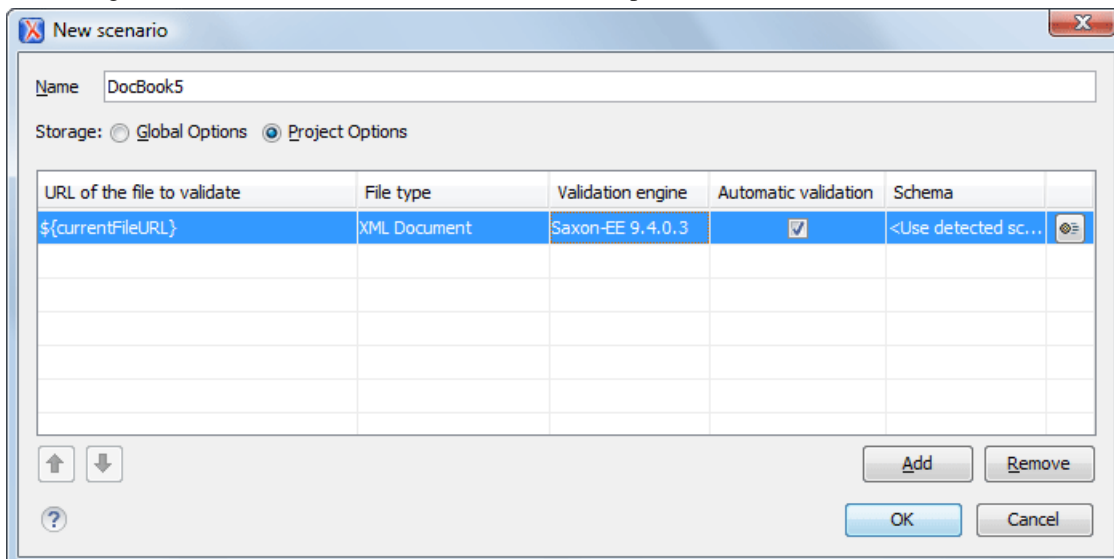 New scenario
Name DocBook5
Storage: Global Options Project Options
URL of the file to validate File type Validation engine Automatic validation Schema
${currentFileURL} XML Document Saxon-EE 9.4.0.3 <Use detected sc...
Add Remove
? OK Cancel